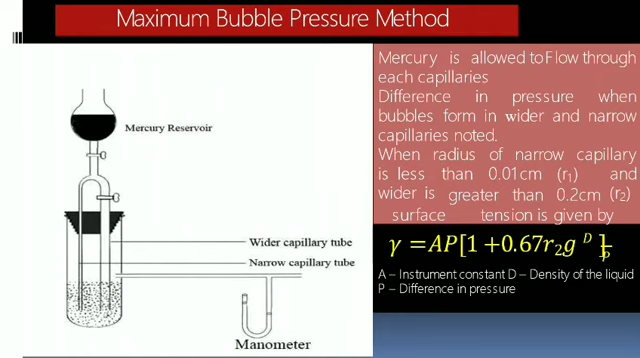 Maximum Bubble Pressure Method
Mercury Reservoir
Wider capillary tube
Narrow capillary tube
Manometer
Mercury is allowed to Flow through
each capillaries
Difference in pressure when
bubbles form in wider and narrow
capillaries noted.
When radius of narrow capillary
is less than 0.01cm (r₁) and
wider is greater than 0.2cm (r₂)
surface tension is given by
γ = AP[1 + 0.67r₂g D/P]
A – Instrument constant D – Density of the liquid
P – Difference in pressure